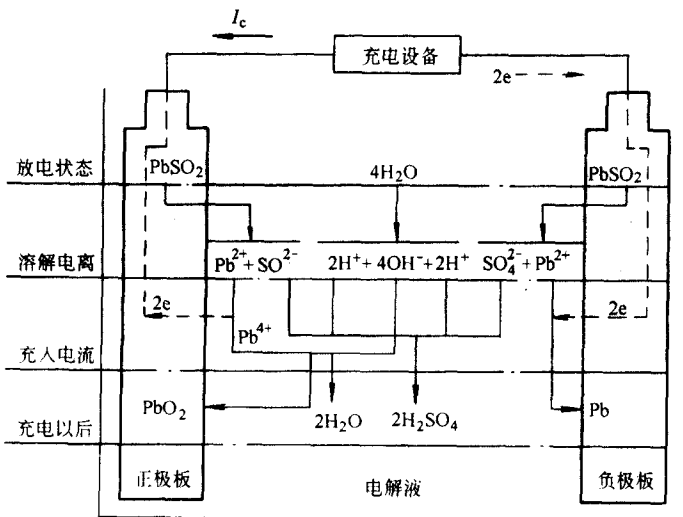 I_c
充电设备
2e
放电状态 PbSO₂ 4H₂O PbSO₂
溶解电离 Pb²⁺+SO²⁻ 2H⁺+4OH⁻+2H⁺ SO₄²⁻+Pb²⁺
2e 2e
Pb⁴⁺
充入电流
PbO₂ 2H₂O 2H₂SO₄ Pb
充电以后
正极板 电解液 负极板